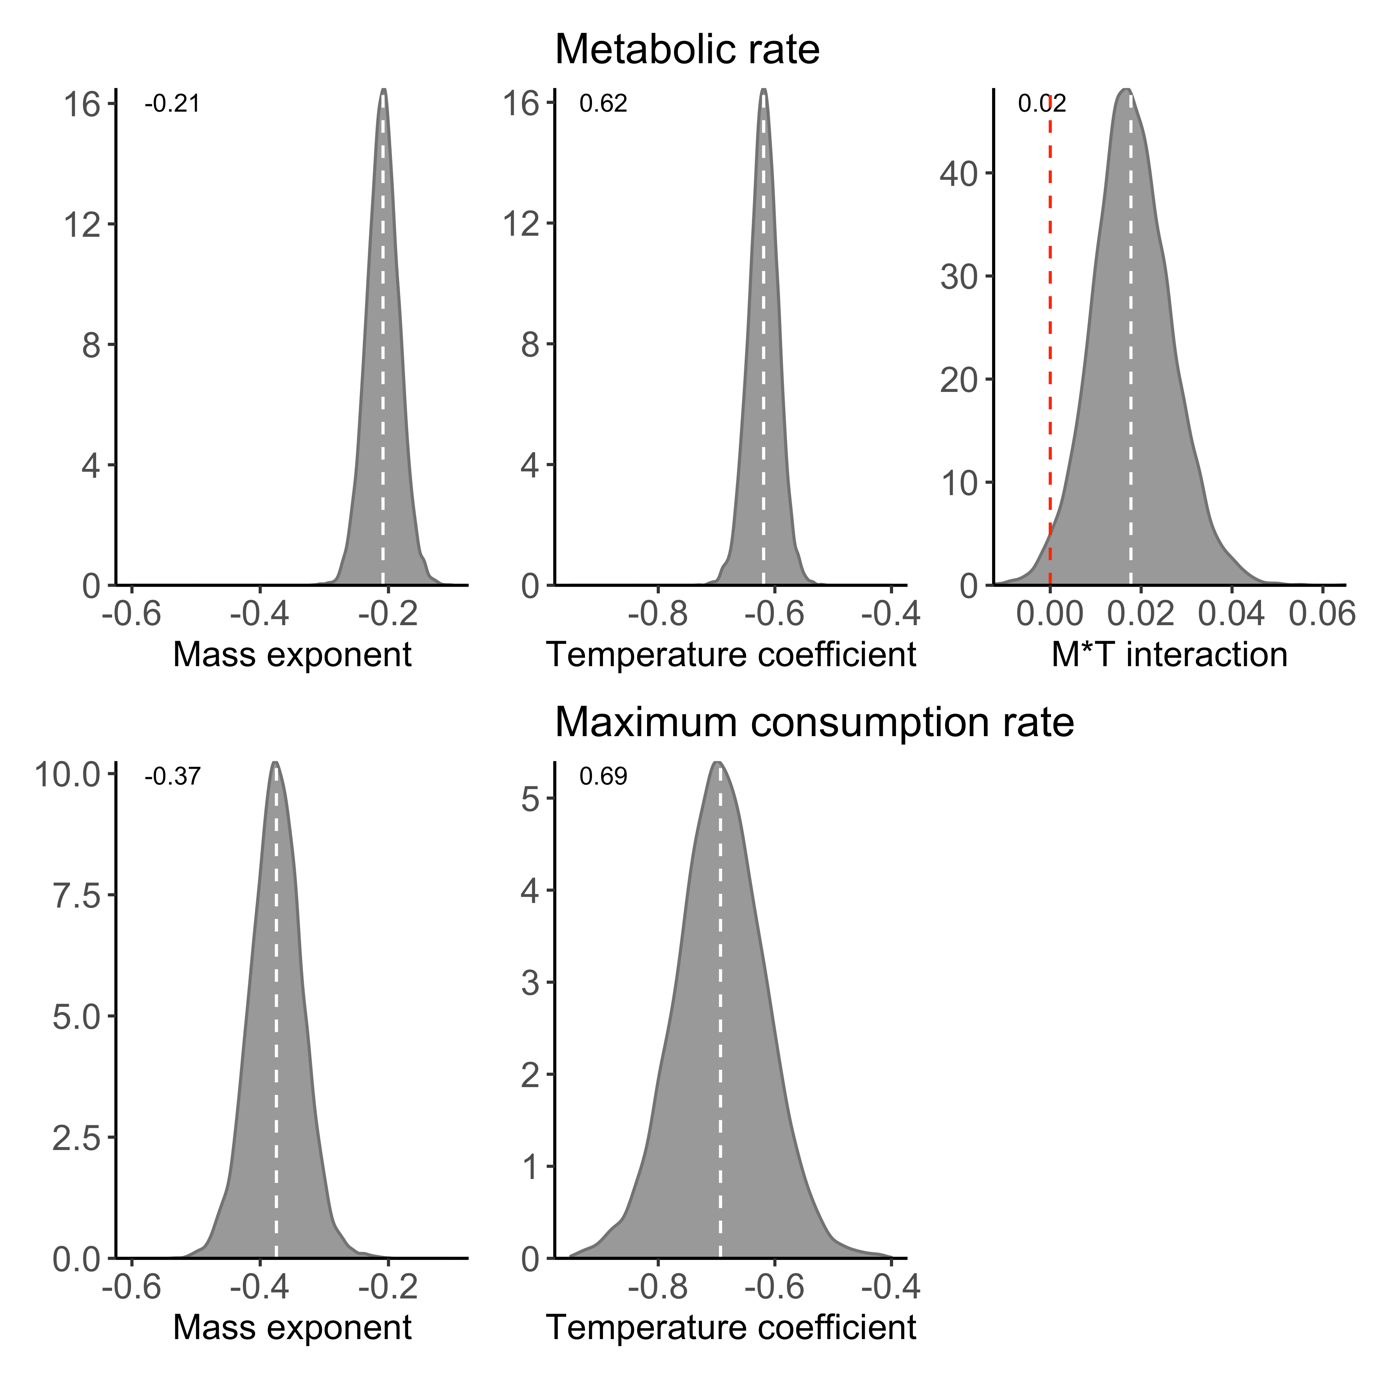 Metabolic rate
-0.21
0.62
0.02
16
12
8
4
0
16
12
8
4
0
40
30
20
10
0
-0.6 -0.4 -0.2
-0.8 -0.6 -0.4
0.00 0.02 0.04 0.06
Mass exponent
Temperature coefficient
M*T interaction
Maximum consumption rate
-0.37
0.69
10.0
7.5
5.0
2.5
0.0
5
4
3
2
1
0
-0.6 -0.4 -0.2
-0.8 -0.6 -0.4
Mass exponent
Temperature coefficient